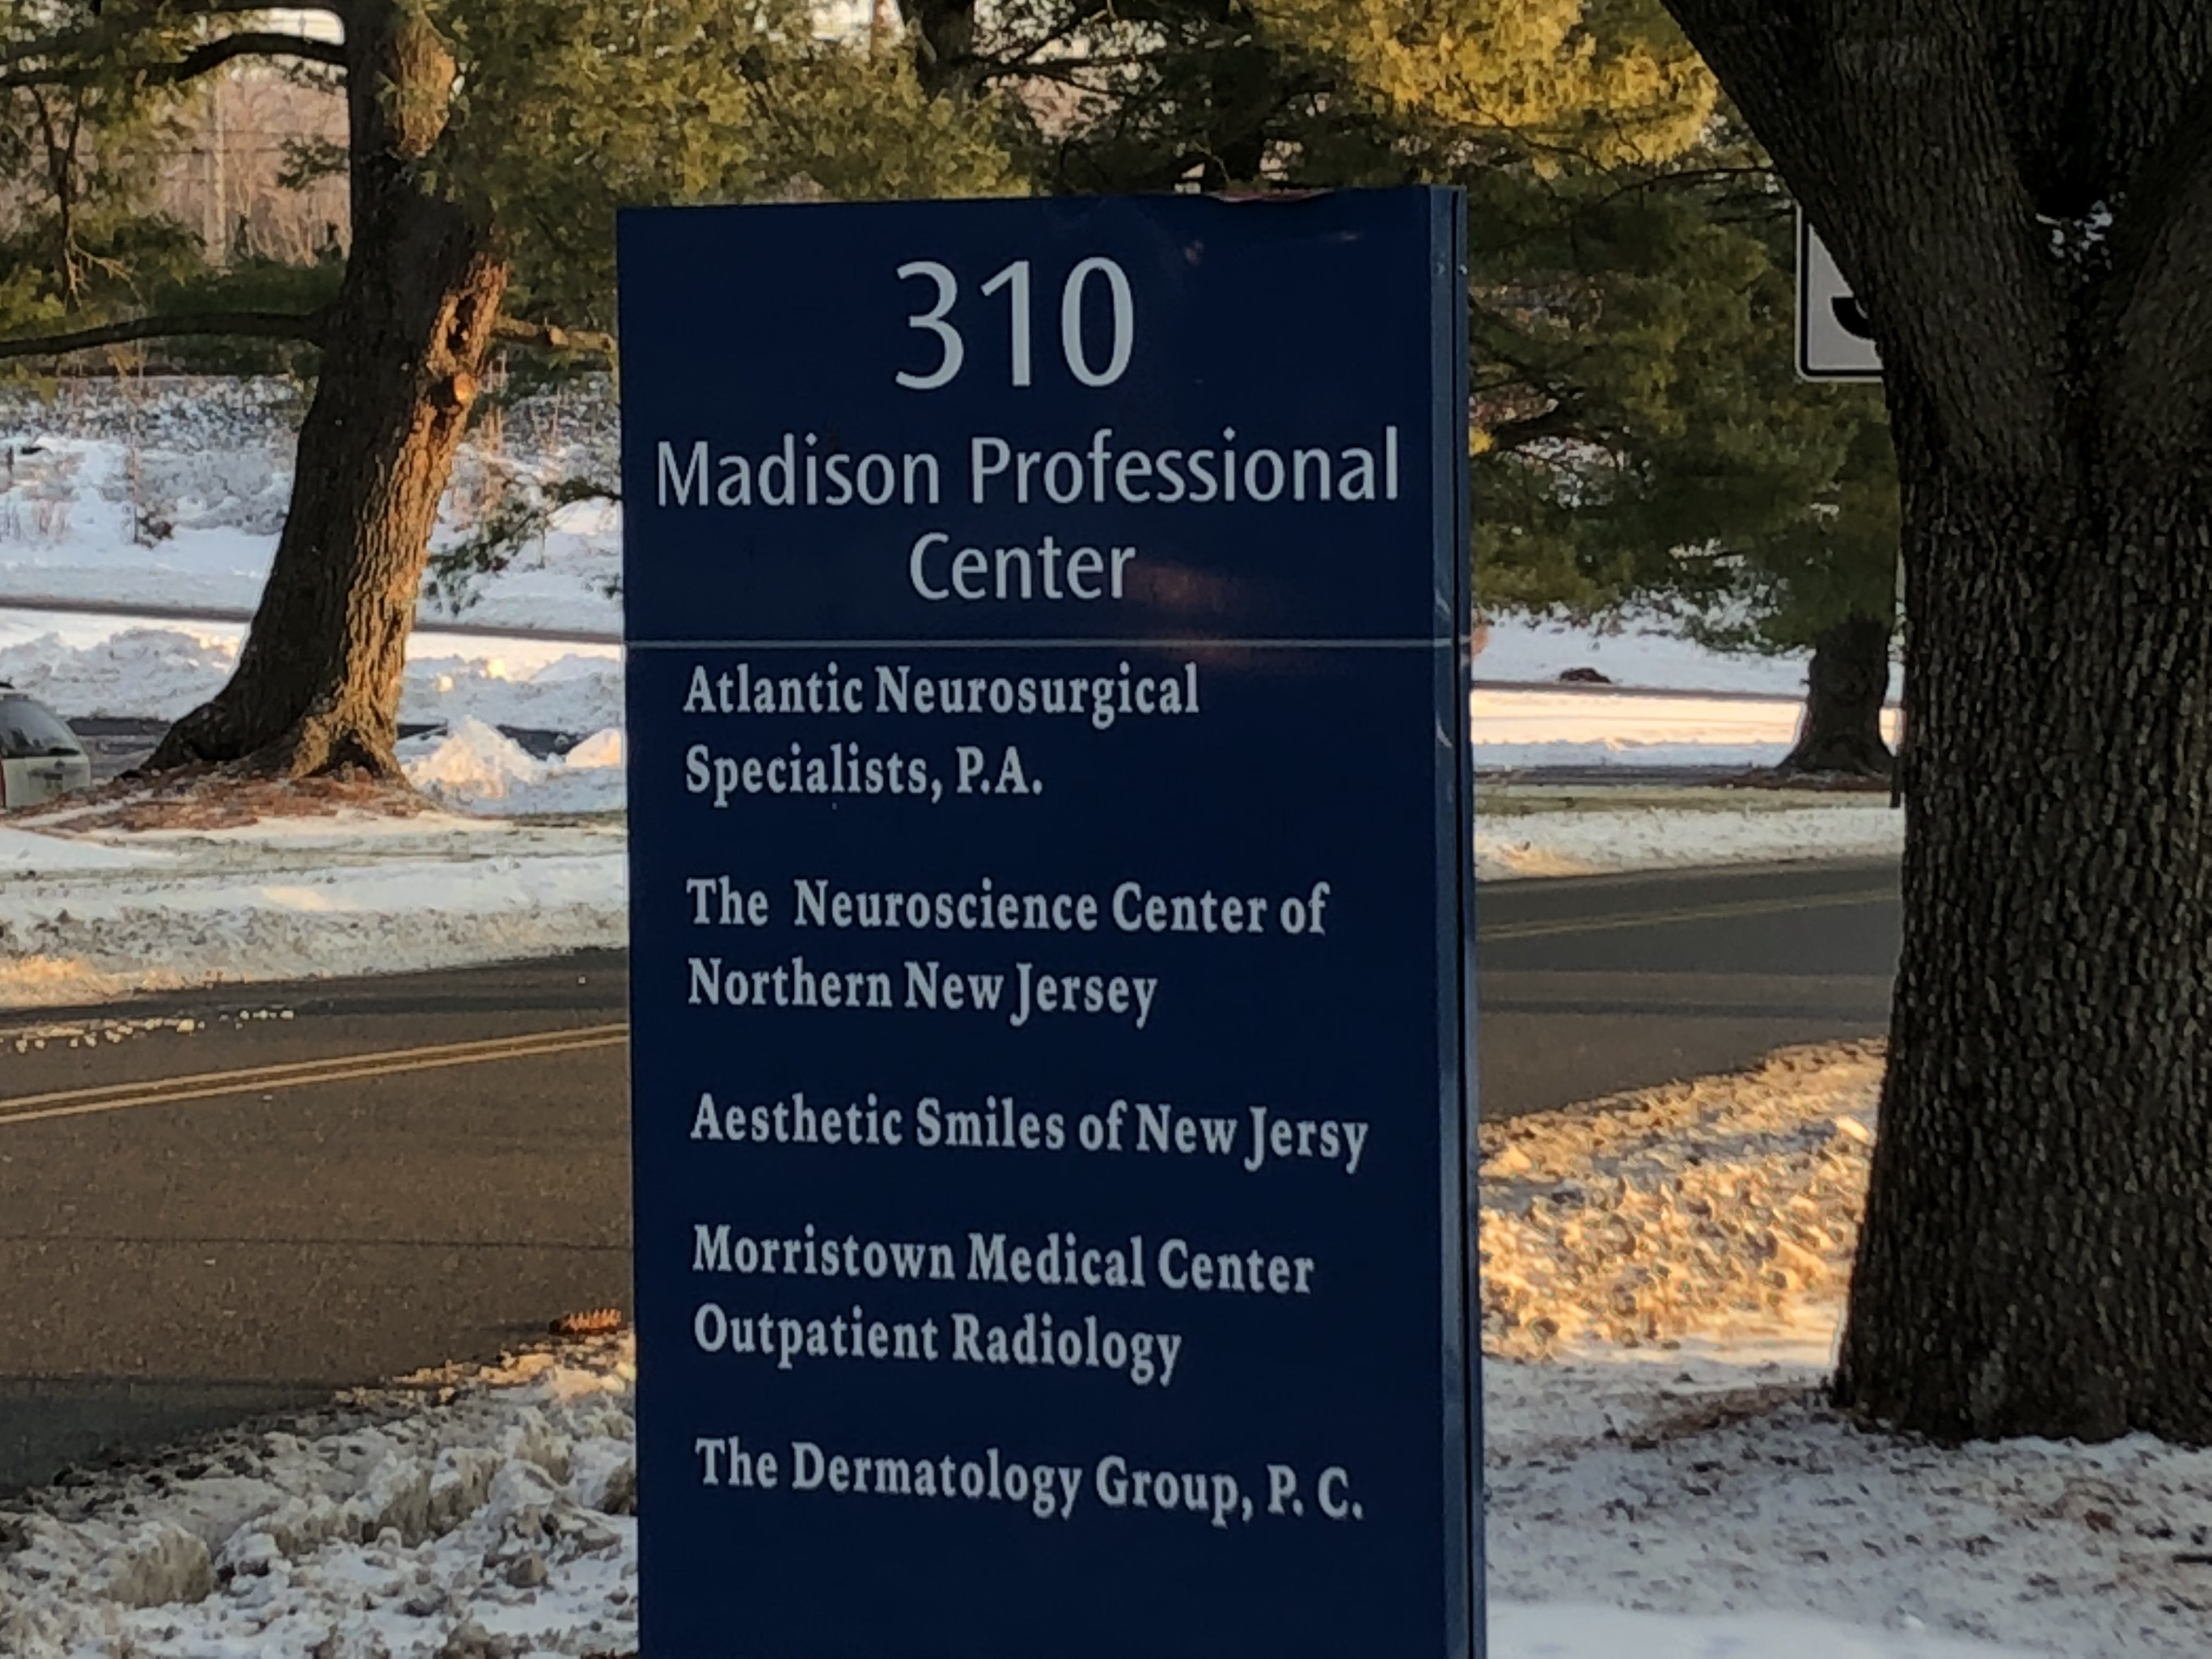 310
Madison Professional
Center
Atlantic Neurosurgical
Specialists, P.A.
The Neuroscience Center of
Northern New Jersey
Aesthetic Smiles of New Jersy
Morristown Medical Center
Outpatient Radiology
The Dermatology Group, P. C.